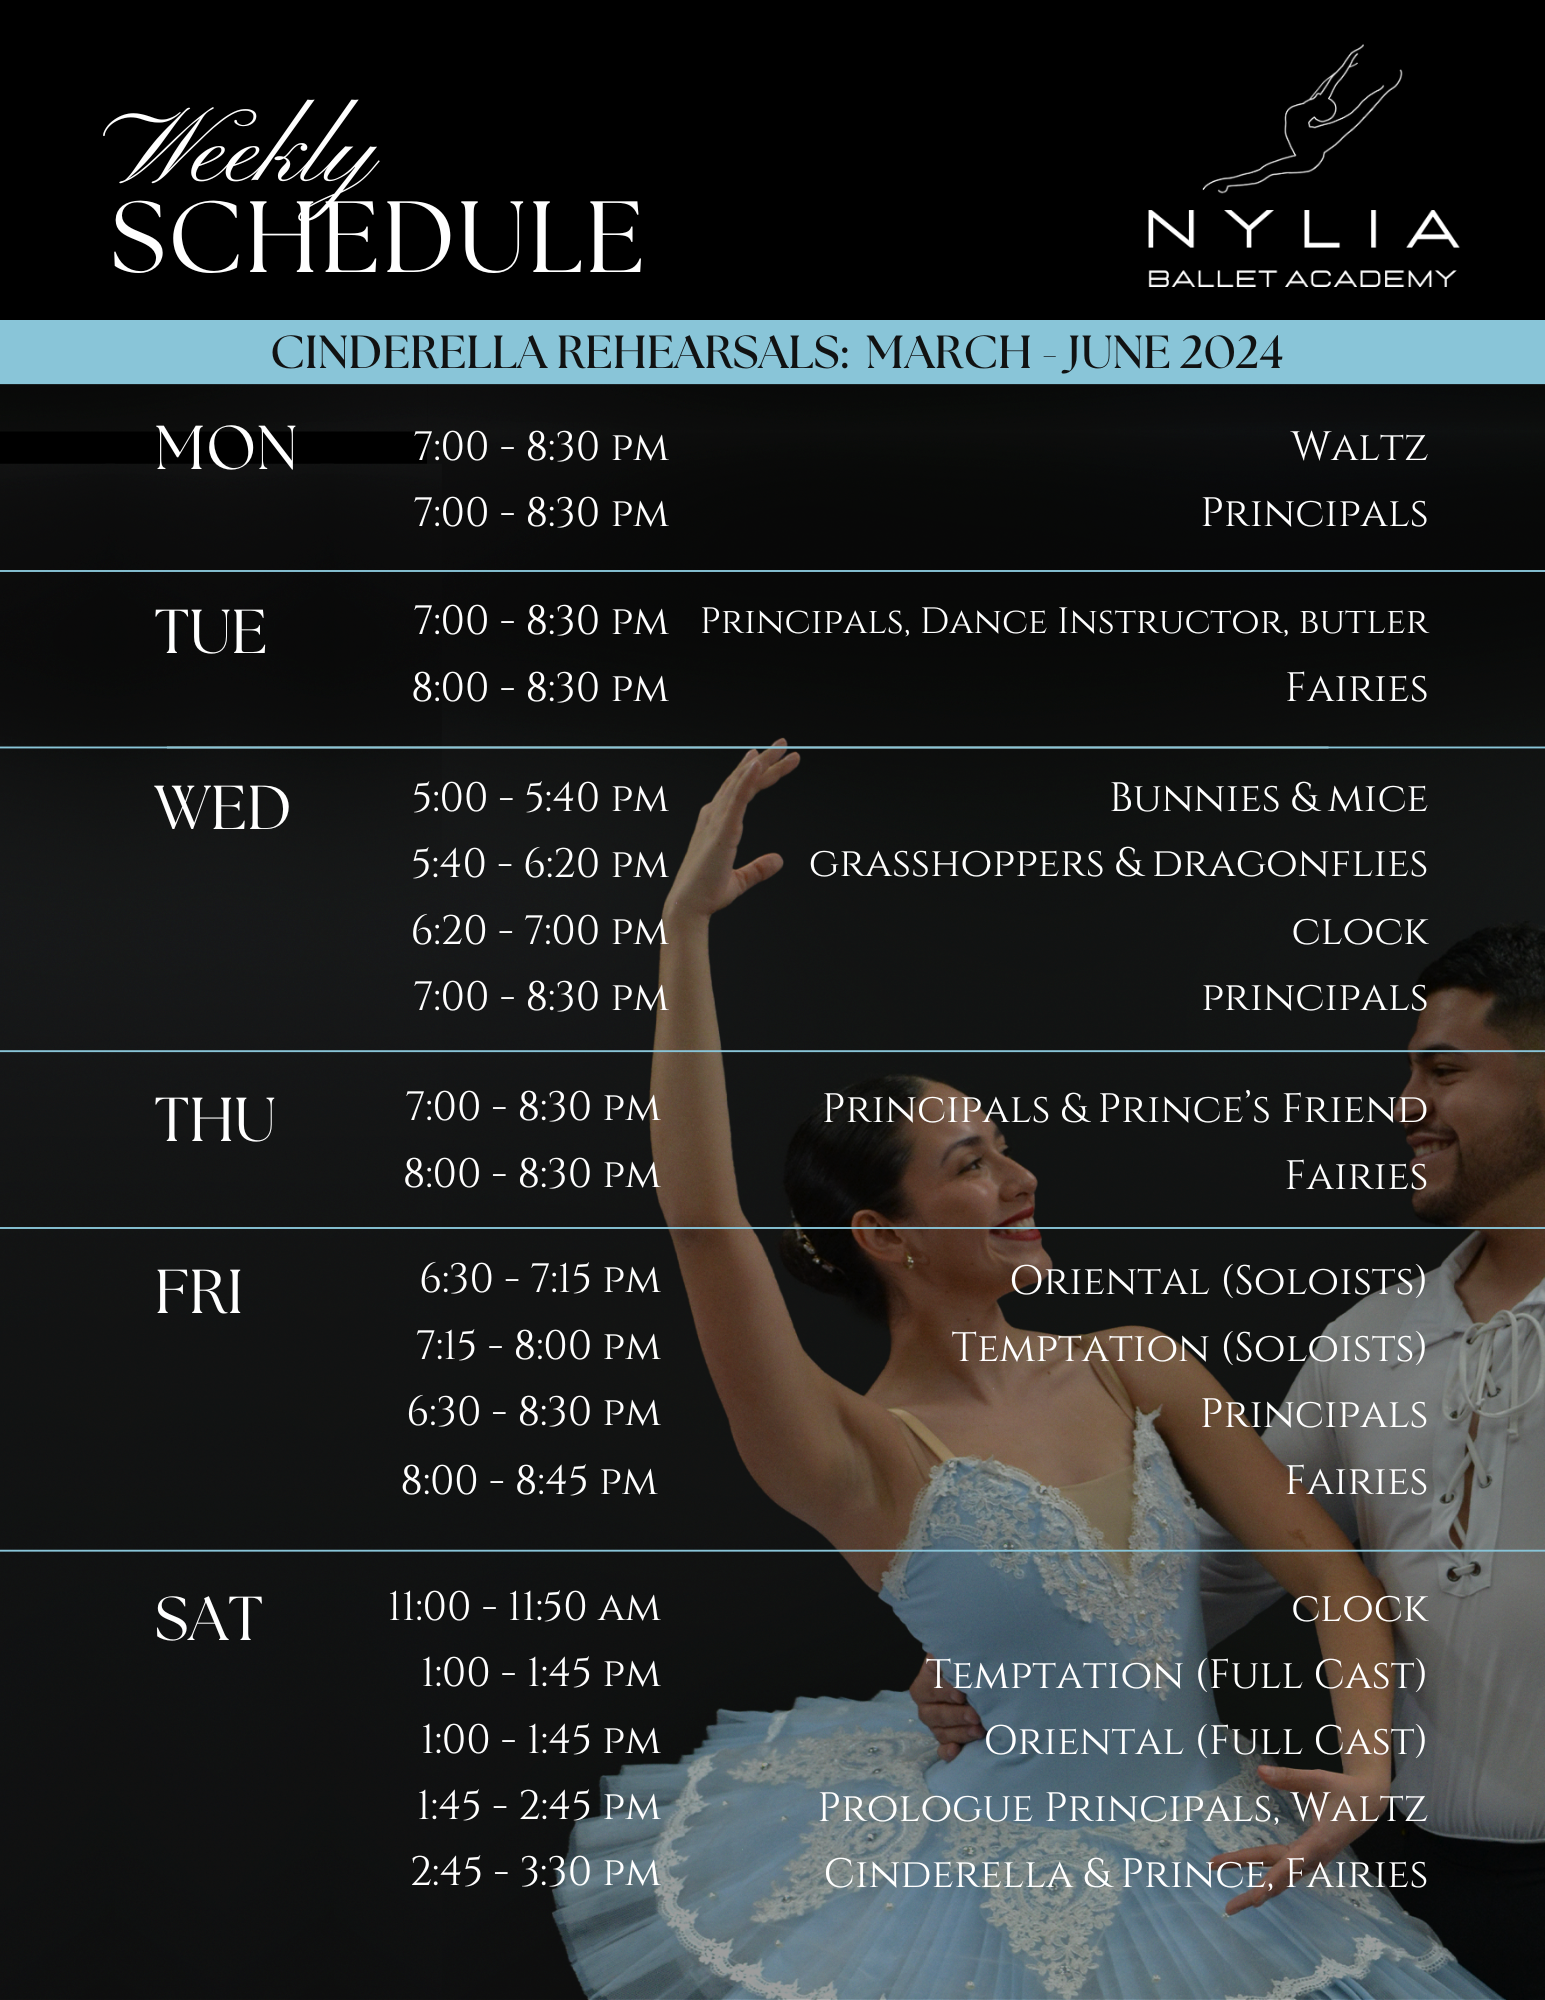 Weekly
SCHEDULE
NYLIA
BALLET ACADEMY
CINDERELLA REHEARSALS: MARCH - JUNE 2024
MON 7:00 - 8:30 PM WALTZ
7:00 - 8:30 PM PRINCIPALS
TUE 7:00 - 8:30 PM PRINCIPALS, DANCE INSTRUCTOR, BUTLER
8:00 - 8:30 PM FAIRIES
WED 5:00 - 5:40 PM BUNNIES & MICE
5:40 - 6:20 PM GRASSHOPPERS & DRAGONFLIES
6:20 - 7:00 PM CLOCK
7:00 - 8:30 PM PRINCIPALS
THU 7:00 - 8:30 PM PRINCIPALS & PRINCE'S FRIEND
8:00 - 8:30 PM FAIRIES
FRI 6:30 - 7:15 PM ORIENTAL (SOLOISTS)
7:15 - 8:00 PM TEMPTATION (SOLOISTS)
6:30 - 8:30 PM PRINCIPALS
8:00 - 8:45 PM FAIRIES
SAT 11:00 - 11:50 AM CLOCK
1:00 - 1:45 PM TEMPTATION (FULL CAST)
1:00 - 1:45 PM ORIENTAL (FULL CAST)
1:45 - 2:45 PM PROLOGUE PRINCIPALS, WALTZ
2:45 - 3:30 PM CINDERELLA & PRINCE, FAIRIES